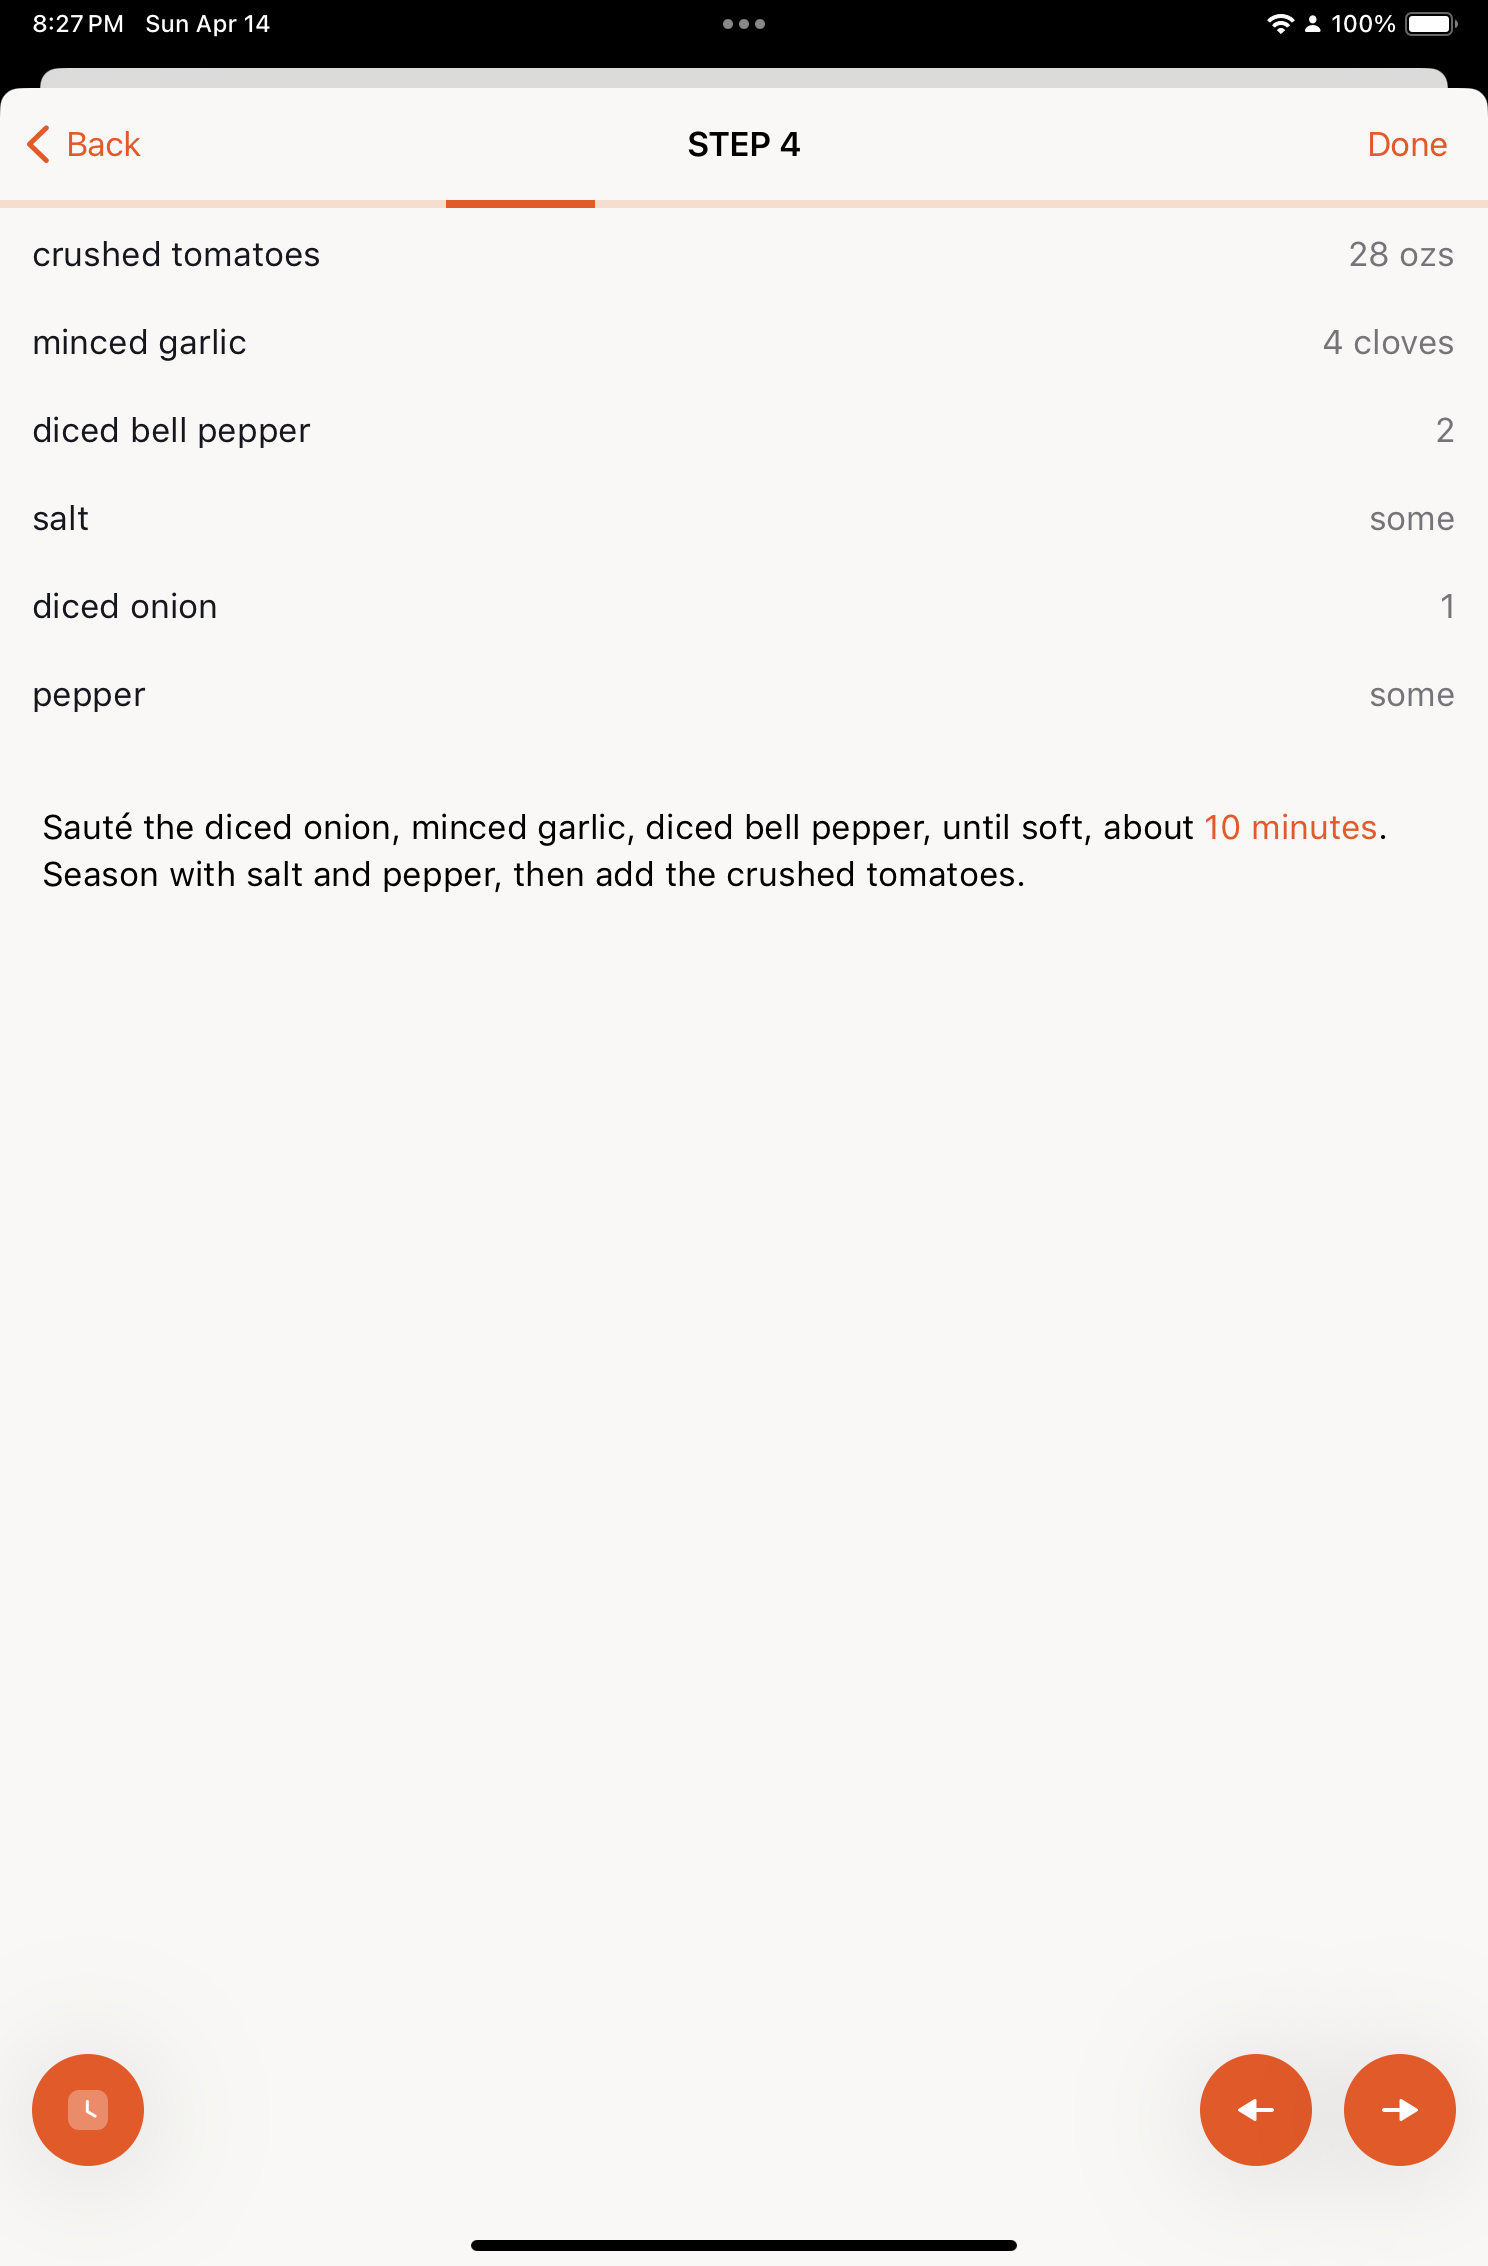 8:27 PM Sun Apr 14 100%
Back STEP 4 Done
crushed tomatoes 28 ozs
minced garlic 4 cloves
diced bell pepper 2
salt some
diced onion 1
pepper some
Sauté the diced onion, minced garlic, diced bell pepper, until soft, about 10 minutes.
Season with salt and pepper, then add the crushed tomatoes.